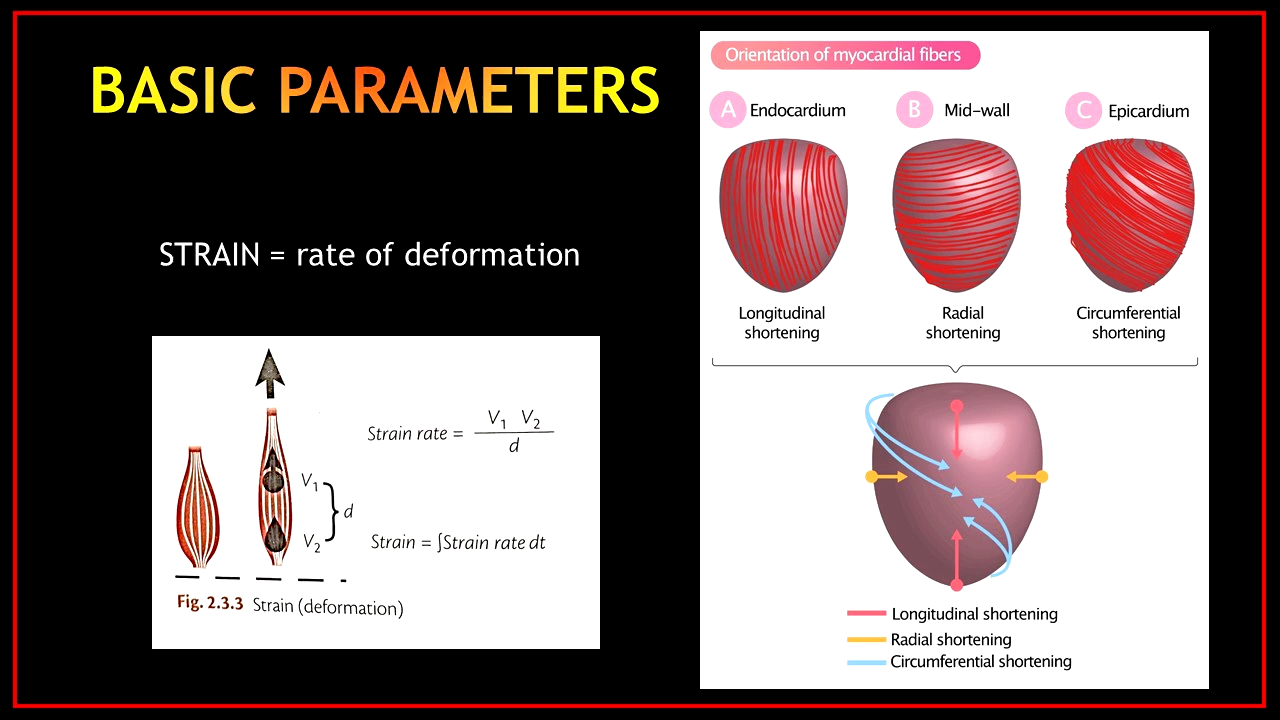 BASIC PARAMETERS
STRAIN = rate of deformation
V1 V2
Strain rate =
d
V1
d
V2
Strain = ∫Strain rate dt
Fig. 2.3.3 Strain (deformation)
Orientation of myocardial fibers
A Endocardium
B Mid-wall
C Epicardium
Longitudinal
shortening
Radial
shortening
Circumferential
shortening
Longitudinal shortening
Radial shortening
Circumferential shortening